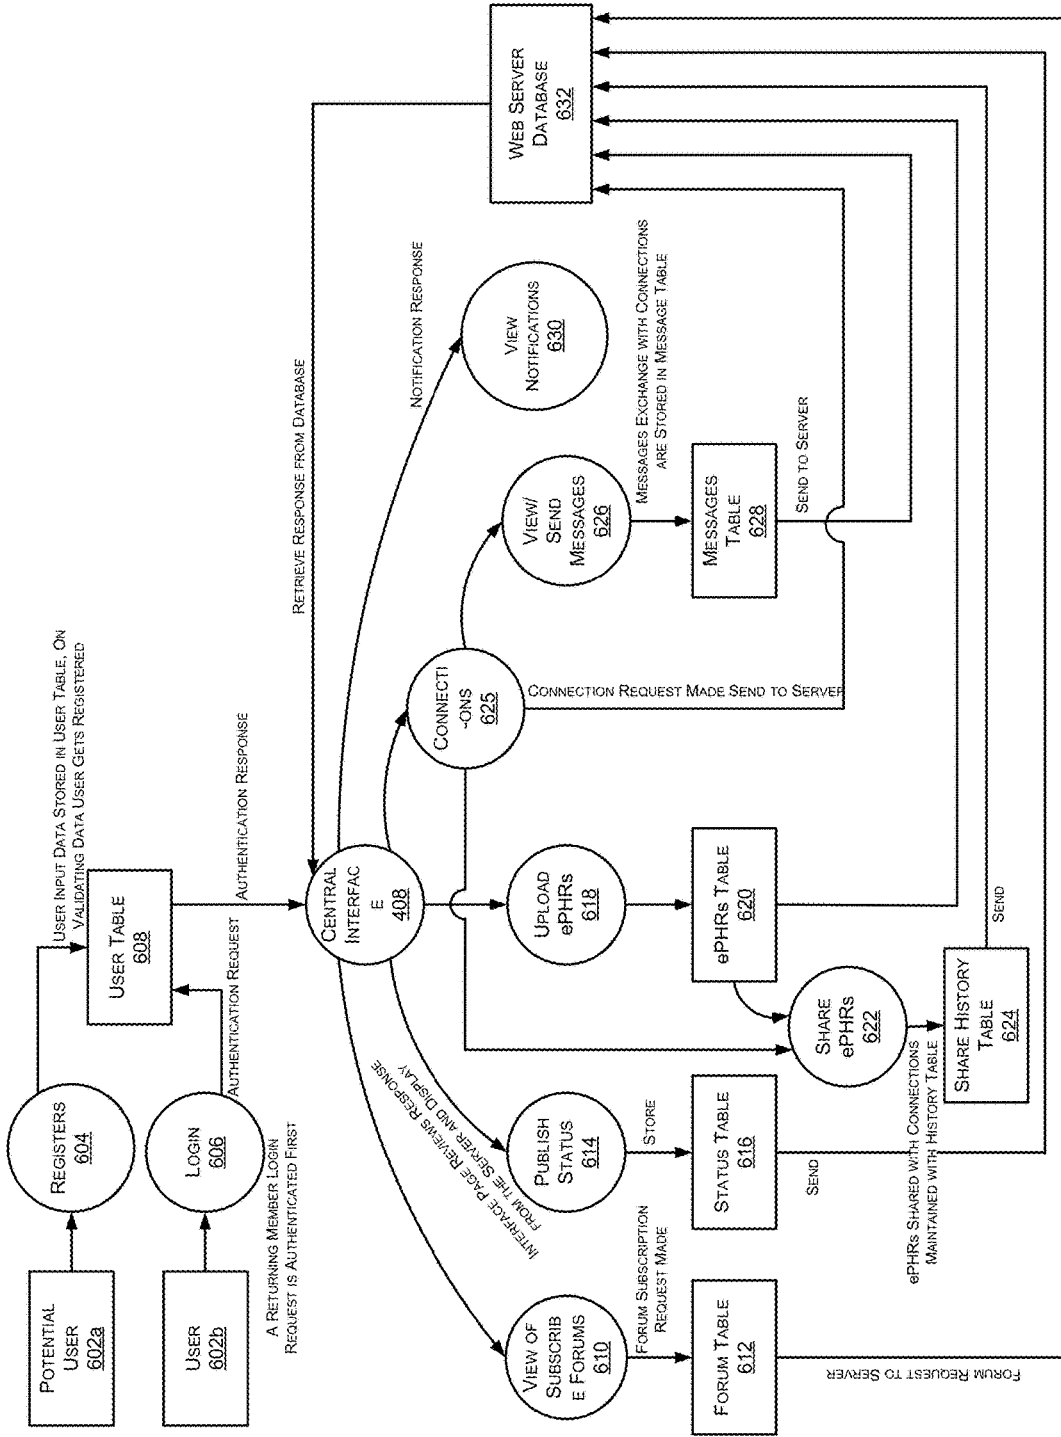 POTENTIAL
USER
602a
REGISTERS
604
USER INPUT DATA STORED IN USER TABLE, ON
VALIDATING DATA USER GETS REGISTERED
USER
602b
LOGIN
606
A RETURNING MEMBER LOGIN
REQUEST IS AUTHENTICATED FIRST
AUTHENTICATION REQUEST
USER TABLE
608
AUTHENTICATION RESPONSE
RETRIEVE RESPONSE FROM DATABASE
CENTRAL
INTERFAC
E
408
NOTIFICATION RESPONSE
INTERFACE PAGE REVIEWS RESPONSE
FROM THE SERVER AND DISPLAY
VIEW OF
SUBSCRIB
E FORUMS
610
PUBLISH
STATUS
614
UPLOAD
EPHRS
618
CONNECTI
-ONS
625
VIEW/
SEND
MESSAGES
626
VIEW
NOTIFICATIONS
630
WEB SERVER
DATABASE
632
FORUM SUBSCRIPTION
REQUEST MADE
STORE
CONNECTION REQUEST MADE SEND TO SERVER
MESSAGES EXCHANGE WITH CONNECTIONS
ARE STORED IN MESSAGE TABLE
FORUM TABLE
612
STATUS TABLE
616
EPHRS TABLE
620
MESSAGES
TABLE
628
FORUM REQUEST TO SERVER
SEND
SHARE
EPHRS
622
SEND TO SERVER
EPHRS SHARED WITH CONNECTIONS
MAINTAINED WITH HISTORY TABLE
SHARE HISTORY
TABLE
624
SEND